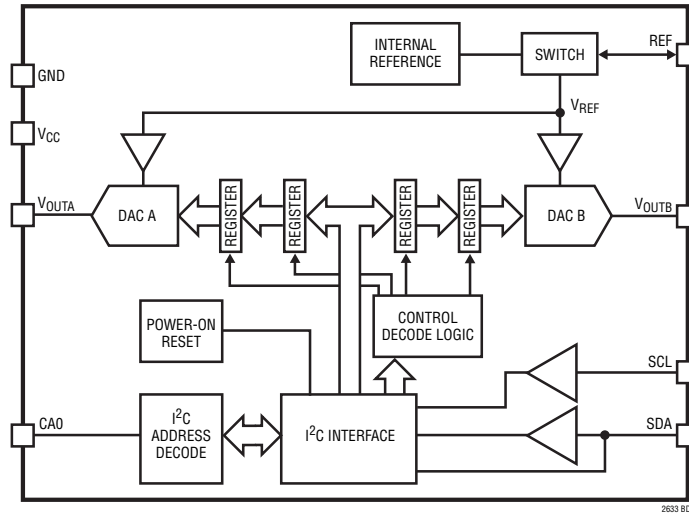 INTERNAL
REFERENCE
SWITCH
REF
GND
VREF
VCC
REGISTER
REGISTER
REGISTER
REGISTER
VOUTA
DAC A
DAC B
VOUTB
POWER-ON
RESET
CONTROL
DECODE LOGIC
SCL
CA0
I2C
ADDRESS
DECODE
I2C INTERFACE
SDA
2633 BD